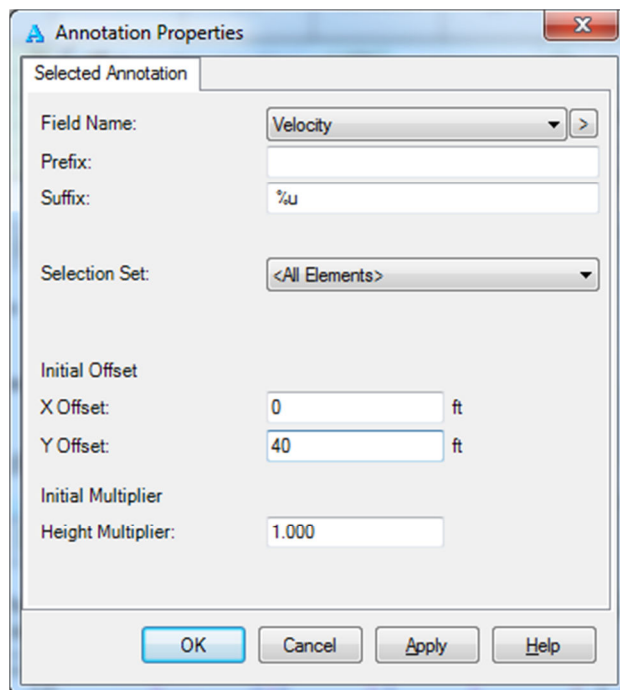 Annotation Properties
Selected Annotation
Field Name: Velocity >
Prefix:
Suffix: %u
Selection Set: <All Elements>
Initial Offset
X Offset: 0 ft
Y Offset: 40 ft
Initial Multiplier
Height Multiplier: 1.000
OK Cancel Apply Help